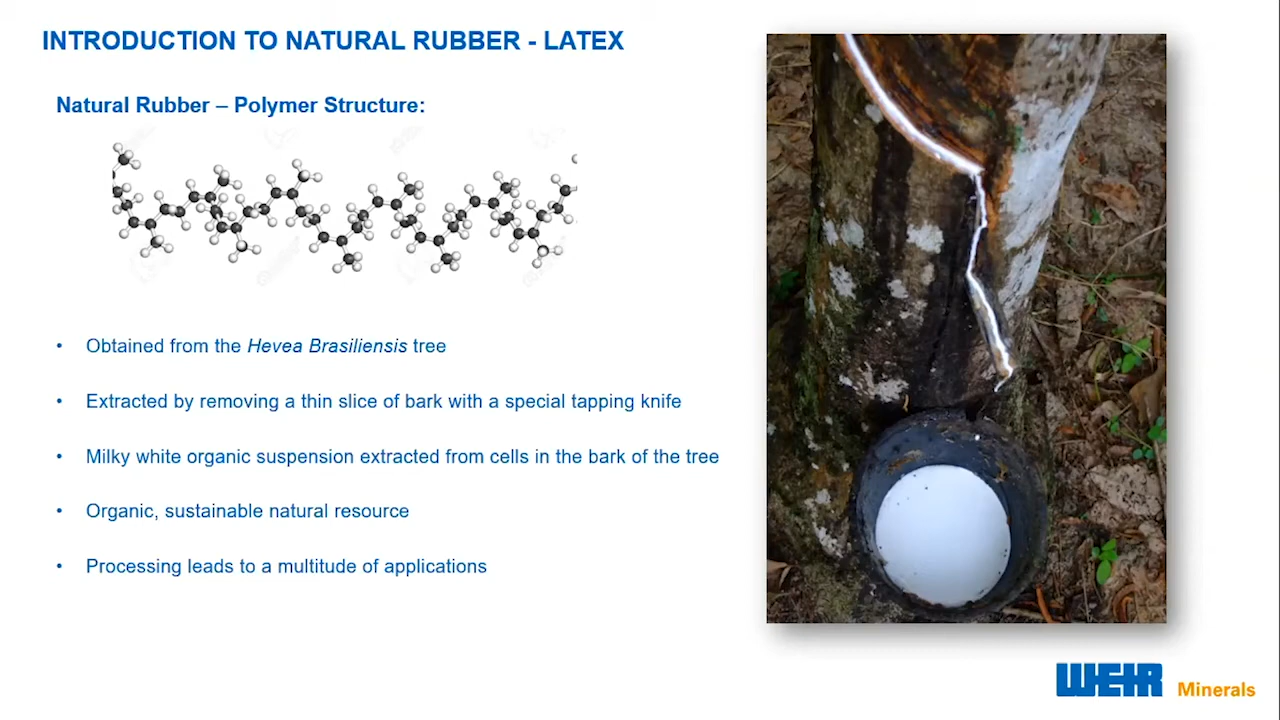 INTRODUCTION TO NATURAL RUBBER - LATEX
Natural Rubber – Polymer Structure:
• Obtained from the Hevea Brasiliensis tree
• Extracted by removing a thin slice of bark with a special tapping knife
• Milky white organic suspension extracted from cells in the bark of the tree
• Organic, sustainable natural resource
• Processing leads to a multitude of applications
WEIR Minerals